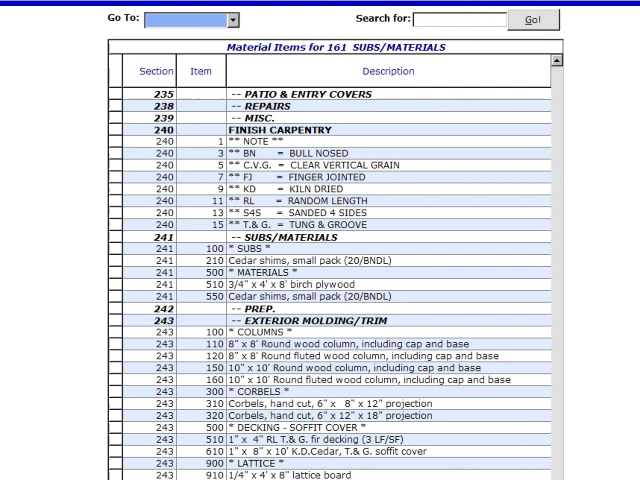 Go To: Search for: Go!
Material Items for 161 SUBS/MATERIALS
Section Item Description
235 -- PATIO & ENTRY COVERS
238 -- REPAIRS
239 -- MISC.
240 FINISH CARPENTRY
240 1 ** NOTE **
240 3 ** BN = BULL NOSED
240 5 ** C.V.G. = CLEAR VERTICAL GRAIN
240 7 ** FJ = FINGER JOINTED
240 9 ** KD = KILN DRIED
240 11 ** RL = RANDOM LENGTH
240 13 ** S4S = SANDED 4 SIDES
240 15 ** T.& G. = TUNG & GROOVE
241 -- SUBS/MATERIALS
241 100 * SUBS *
241 210 Cedar shims, small pack (20/BNDL)
241 500 * MATERIALS *
241 510 3/4" x 4' x 8' birch plywood
241 550 Cedar shims, small pack (20/BNDL)
242 -- PREP.
243 -- EXTERIOR MOLDING/TRIM
243 100 * COLUMNS *
243 110 8" x 8' Round wood column, including cap and base
243 120 8" x 8' Round fluted wood column, including cap and base
243 150 10" x 10' Round wood column, including cap and base
243 160 10" x 10' Round fluted wood column, including cap and base
243 300 * CORBELS *
243 310 Corbels, hand cut, 6" x 8" x 12" projection
243 320 Corbels, hand cut, 6" x 12" x 18" projection
243 500 * DECKING - SOFFIT COVER *
243 510 1" x 4" RL T.& G. fir decking (3 LF/SF)
243 610 1" x 8" x 10' K.D.Cedar, T.& G. soffit cover
243 900 * LATTICE *
243 910 1/4" x 4' x 8' lattice board